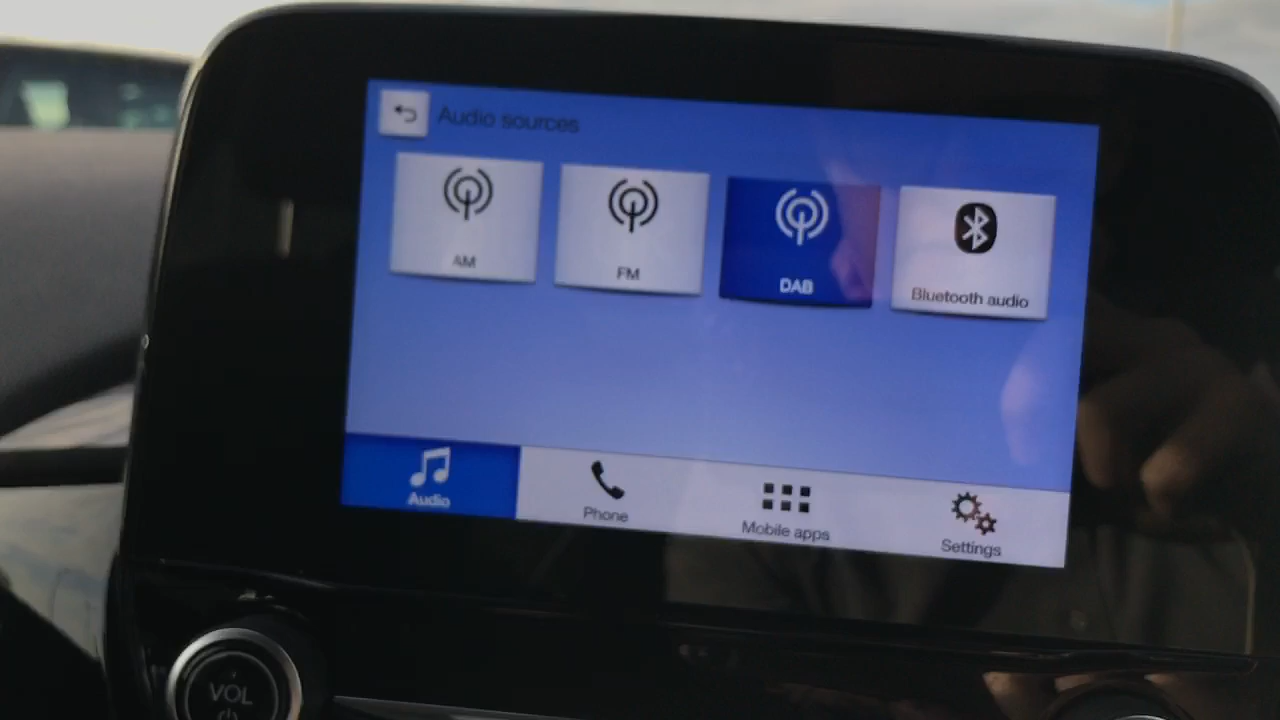 Audio sources
AM
FM
DAB
Bluetooth audio
Audio
Phone
Mobile apps
Settings
VOL